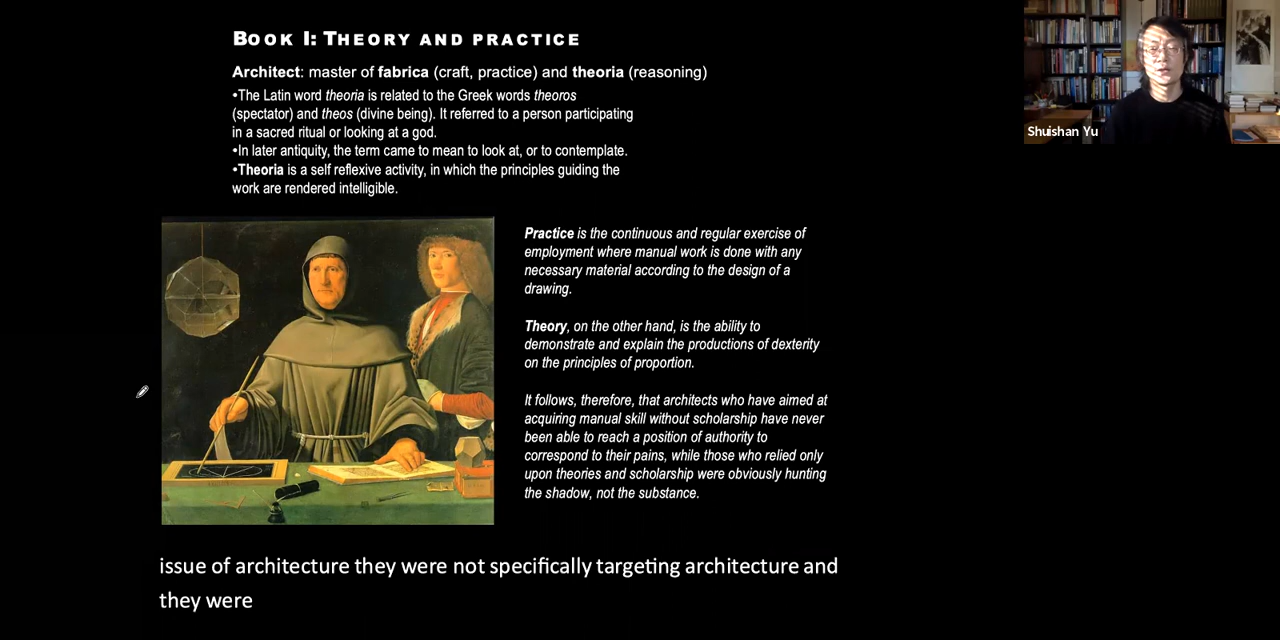 BOOK I: THEORY AND PRACTICE
Architect: master of fabrica (craft, practice) and theoria (reasoning)
•The Latin word theoria is related to the Greek words theoros
(spectator) and theos (divine being). It referred to a person participating
in a sacred ritual or looking at a god.
•In later antiquity, the term came to mean to look at, or to contemplate.
•Theoria is a self reflexive activity, in which the principles guiding the
work are rendered intelligible.
Practice is the continuous and regular exercise of
employment where manual work is done with any
necessary material according to the design of a
drawing.
Theory, on the other hand, is the ability to
demonstrate and explain the productions of dexterity
on the principles of proportion.
It follows, therefore, that architects who have aimed at
acquiring manual skill without scholarship have never
been able to reach a position of authority to
correspond to their pains, while those who relied only
upon theories and scholarship were obviously hunting
the shadow, not the substance.
issue of architecture they were not specifically targeting architecture and
they were
Shuishan Yu